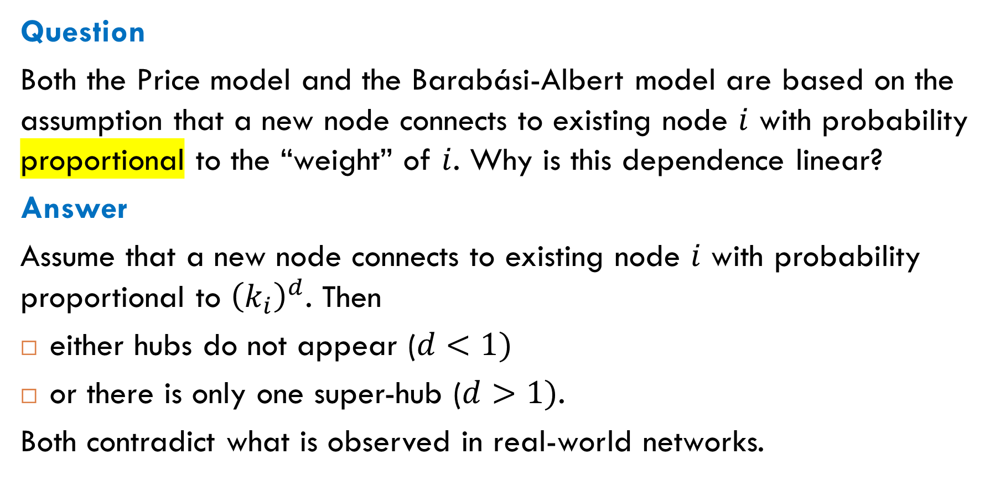 Question
Both the Price model and the Barabási-Albert model are based on the
assumption that a new node connects to existing node 𝑖 with probability
proportional to the “weight” of 𝑖. Why is this dependence linear?
Answer
Assume that a new node connects to existing node 𝑖 with probability
proportional to (𝑘ᵢ)ᵈ. Then
□ either hubs do not appear (𝑑 < 1)
□ or there is only one super-hub (𝑑 > 1).
Both contradict what is observed in real-world networks.